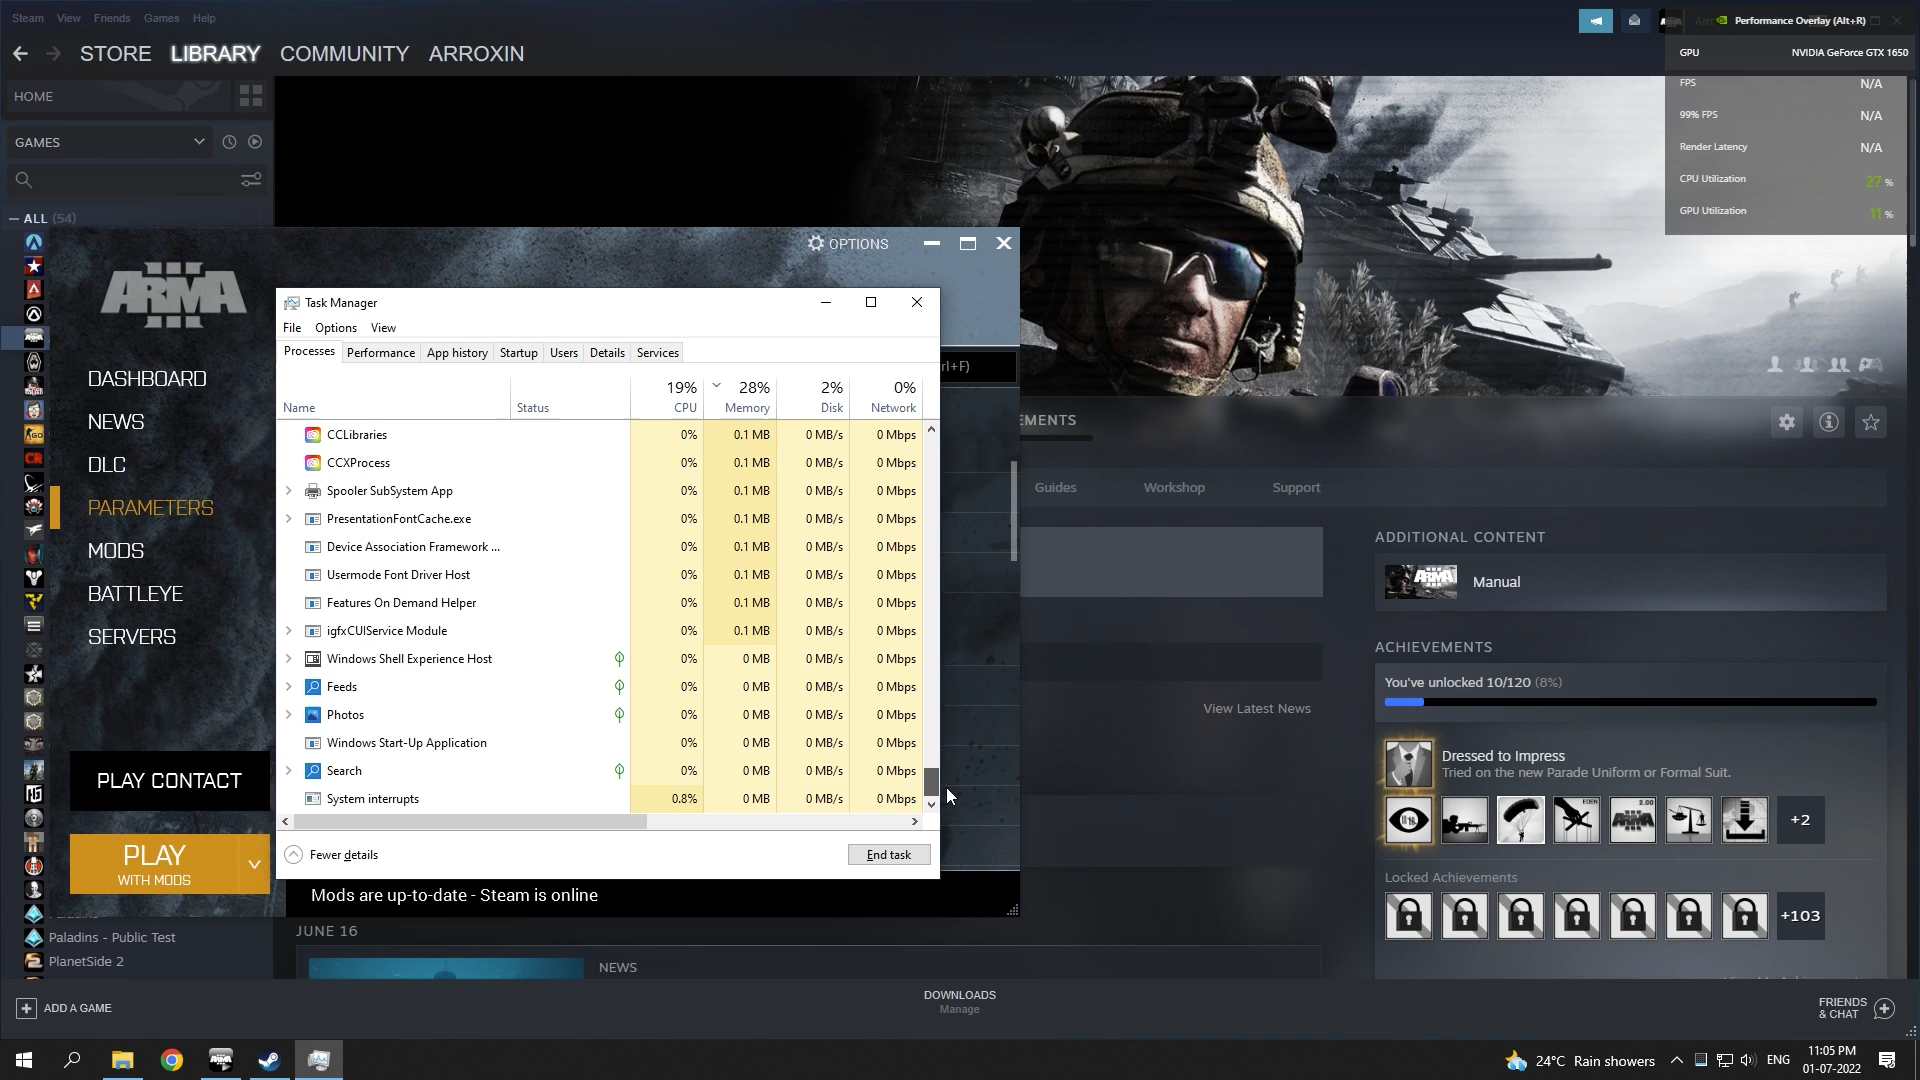 Steam View Friends Games Help
Performance Overlay (Alt+R)
STORE LIBRARY COMMUNITY ARROXIN
GPU NVIDIA GeForce GTX 1650
FPS N/A
99% FPS N/A
Render Latency N/A
CPU Utilization 27 %
GPU Utilization 11 %
HOME
GAMES
ALL (54)
OPTIONS
ARMA III
DASHBOARD
NEWS
DLC
PARAMETERS
MODS
BATTLEYE
SERVERS
PLAY CONTACT
PLAY
WITH MODS
Task Manager
File Options View
Processes Performance App history Startup Users Details Services
19% 28% 2% 0%
Name Status CPU Memory Disk Network
CCLibraries 0% 0.1 MB 0 MB/s 0 Mbps
CCXProcess 0% 0.1 MB 0 MB/s 0 Mbps
Spooler SubSystem App 0% 0.1 MB 0 MB/s 0 Mbps
PresentationFontCache.exe 0% 0.1 MB 0 MB/s 0 Mbps
Device Association Framework ... 0% 0.1 MB 0 MB/s 0 Mbps
Usermode Font Driver Host 0% 0.1 MB 0 MB/s 0 Mbps
Features On Demand Helper 0% 0.1 MB 0 MB/s 0 Mbps
igfxCUIService Module 0% 0.1 MB 0 MB/s 0 Mbps
Windows Shell Experience Host 0% 0 MB 0 MB/s 0 Mbps
Feeds 0% 0 MB 0 MB/s 0 Mbps
Photos 0% 0 MB 0 MB/s 0 Mbps
Windows Start-Up Application 0% 0 MB 0 MB/s 0 Mbps
Search 0% 0 MB 0 MB/s 0 Mbps
System interrupts 0.8% 0 MB 0 MB/s 0 Mbps
Fewer details
End task
rl+F)
Mods are up-to-date - Steam is online
EMENTS
Guides Workshop Support
View Latest News
ADDITIONAL CONTENT
ARMA
Manual
ACHIEVEMENTS
You've unlocked 10/120 (8%)
Dressed to Impress
Tried on the new Parade Uniform or Formal Suit.
EDEN
2.00
+2
Locked Achievements
+103
Paladins - Public Test
PlanetSide 2
JUNE 16
NEWS
ADD A GAME
DOWNLOADS
Manage
FRIENDS
& CHAT
24°C Rain showers
ENG
11:05 PM
01-07-2022